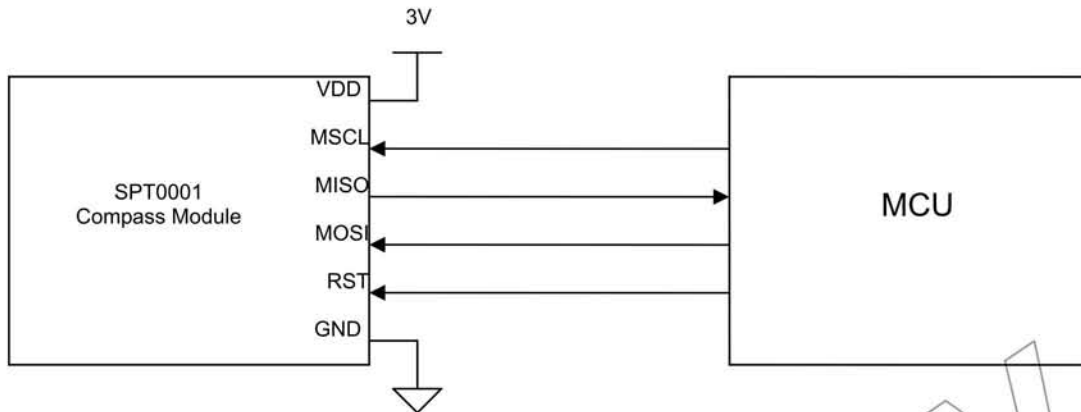 3V
VDD
MSCL
MISO
MOSI
RST
GND
SPT0001
Compass Module
MCU